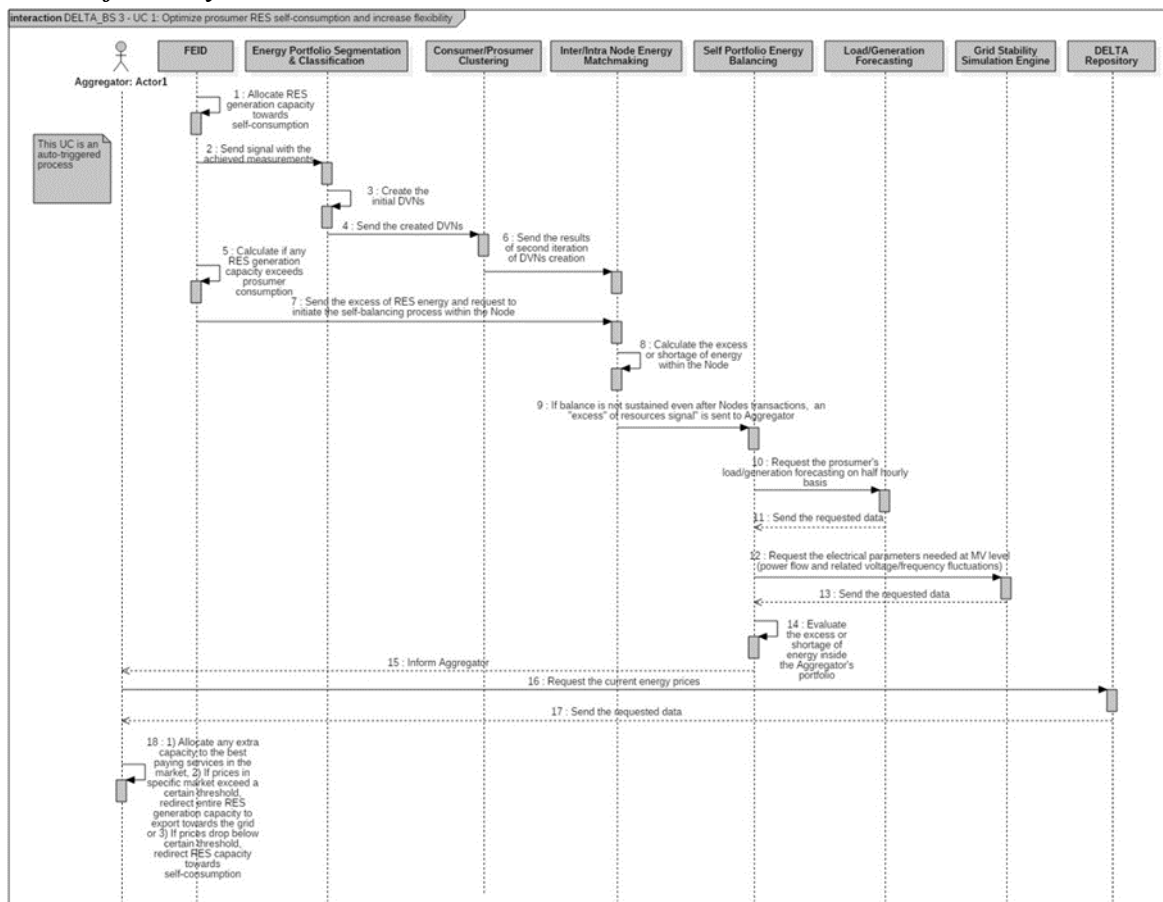 interaction DELTA_BS 3 - UC 1: Optimize prosumer RES self-consumption and increase flexibility
Aggregator: Actor1
FEID
Energy Portfolio Segmentation
& Classification
Consumer/Prosumer
Clustering
Inter/Intra Node Energy
Matchmaking
Self Portfolio Energy
Balancing
Load/Generation
Forecasting
Grid Stability
Simulation Engine
DELTA
Repository
This UC is an
auto-triggered
process
1 : Allocate RES
generation capacity
towards
self-consumption
2 : Send signal with the
achieved measurements
3 : Create the
initial DVNs
4 : Send the created DVNs
5 : Calculate if any
RES generation
capacity exceeds
prosumer
consumption
6 : Send the results
of second iteration
of DVNs creation
7 : Send the excess of RES energy and request to
initiate the self-balancing process within the Node
8 : Calculate the excess
or shortage of energy
within the Node
9 : If balance is not sustained even after Nodes transactions, an
"excess" of resources signal" is sent to Aggregator
10 : Request the prosumer's
load/generation forecasting on half hourly
basis
11 : Send the requested data
12 : Request the electrical parameters needed at MV level
(power flow and related voltage/frequency fluctuations)
13 : Send the requested data
14 : Evaluate
the excess or
shortage of
energy inside
the Aggregator's
portfolio
15 : Inform Aggregator
16 : Request the current energy prices
17 : Send the requested data
18 : 1) Allocate any extra
capacity to the best
paying services in the
market, 2) If prices in
specific market exceed a
certain threshold,
redirect entire RES
generation capacity to
export towards the grid
or 3) If prices drop below
certain threshold,
redirect RES capacity
towards
self-consumption